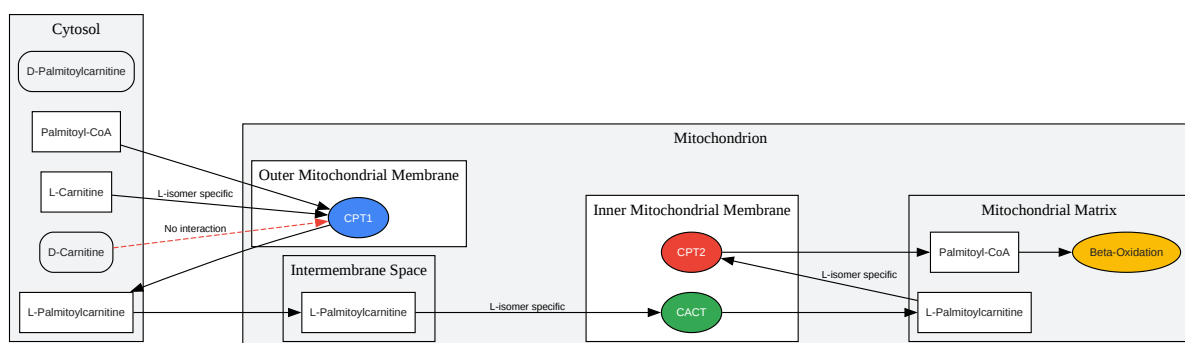 Cytosol
D-Palmitoylcarnitine
Palmitoyl-CoA
L-Carnitine
D-Carnitine
L-Palmitoylcarnitine
L-isomer specific
No interaction
Mitochondrion
Outer Mitochondrial Membrane
CPT1
Intermembrane Space
L-Palmitoylcarnitine
L-isomer specific
Inner Mitochondrial Membrane
CPT2
CACT
L-isomer specific
Mitochondrial Matrix
Palmitoyl-CoA
Beta-Oxidation
L-Palmitoylcarnitine